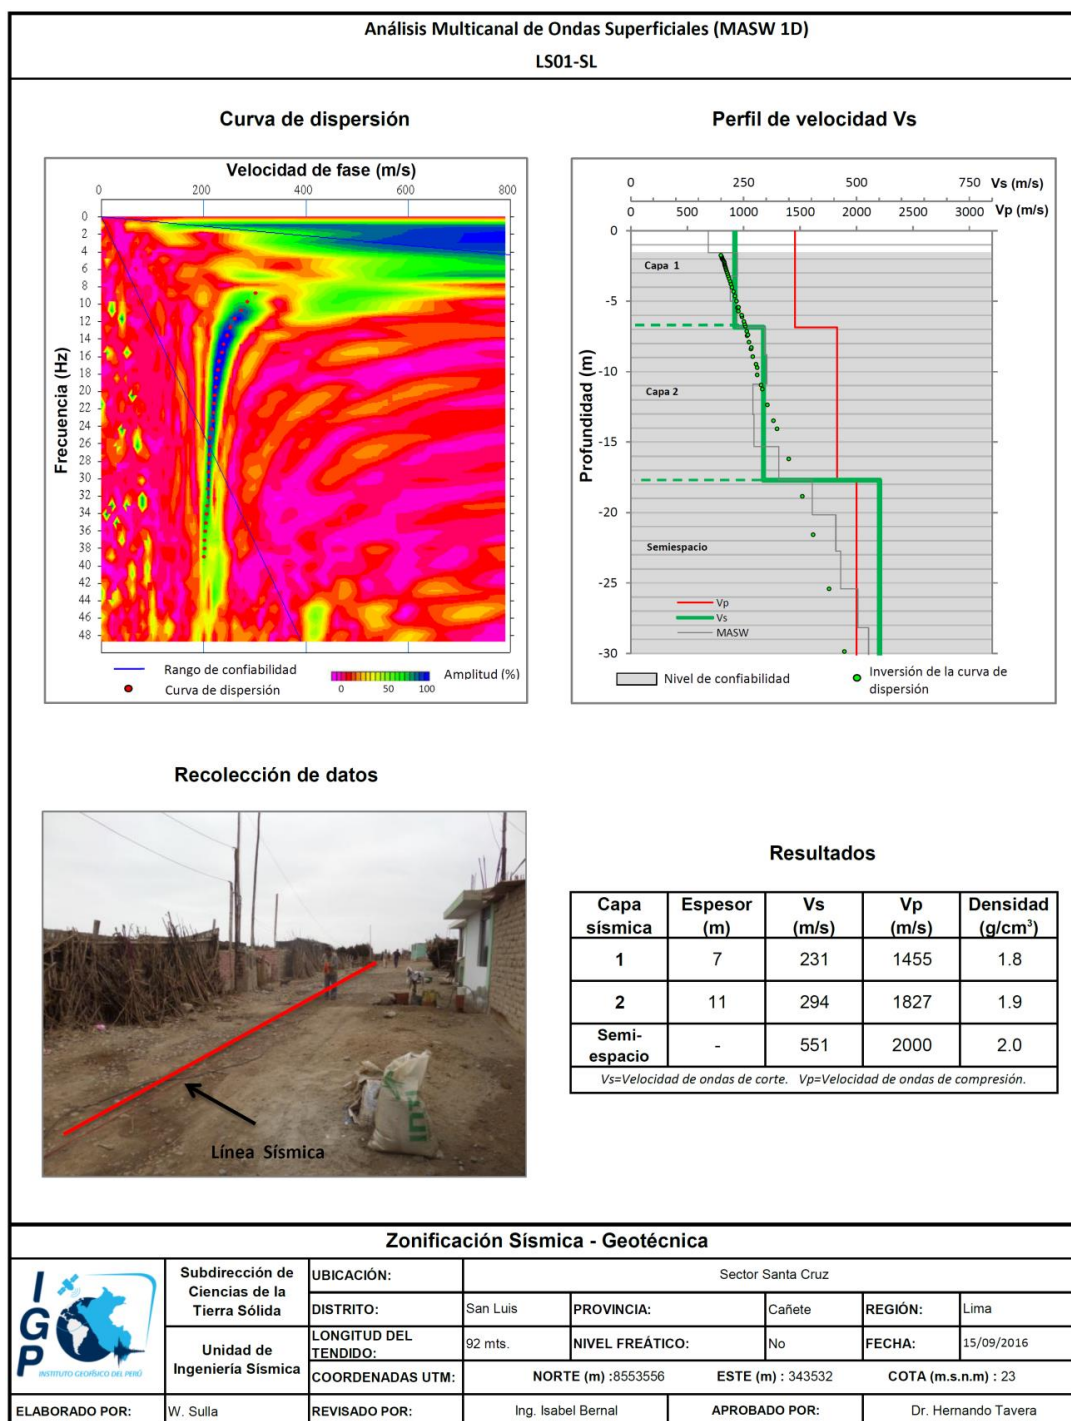 Análisis Multicanal de Ondas Superficiales (MASW 1D)
LS01-SL
Curva de dispersión
Velocidad de fase (m/s)
0 200 400 600 800
Frecuencia (Hz)
0
2
4
6
8
10
12
14
16
18
20
22
24
26
28
30
32
34
36
38
40
42
44
46
48
Rango de confiabilidad
Curva de dispersión
Amplitud (%)
0 50 100
Perfil de velocidad Vs
0 250 500 750 Vs (m/s)
0 500 1000 1500 2000 2500 3000 Vp (m/s)
Profundidad (m)
0
-5
-10
-15
-20
-25
-30
Capa 1
Capa 2
Semiespacio
Vp
Vs
MASW
Nivel de confiabilidad
Inversión de la curva de
dispersión
Recolección de datos
Línea Sísmica
Resultados
Capa sísmica Espesor (m) Vs (m/s) Vp (m/s) Densidad (g/cm³)
1 7 231 1455 1.8
2 11 294 1827 1.9
Semi-espacio - 551 2000 2.0
Vs=Velocidad de ondas de corte. Vp=Velocidad de ondas de compresión.
Zonificación Sísmica - Geotécnica
IGP
INSTITUTO GEOFÍSICO DEL PERÚ
Subdirección de
Ciencias de la
Tierra Sólida
Unidad de
Ingeniería Sísmica
UBICACIÓN: Sector Santa Cruz
DISTRITO: San Luis PROVINCIA: Cañete REGIÓN: Lima
LONGITUD DEL TENDIDO: 92 mts. NIVEL FREÁTICO: No FECHA: 15/09/2016
COORDENADAS UTM: NORTE (m) :8553556 ESTE (m) : 343532 COTA (m.s.n.m) : 23
ELABORADO POR: W. Sulla REVISADO POR: Ing. Isabel Bernal APROBADO POR: Dr. Hernando Tavera